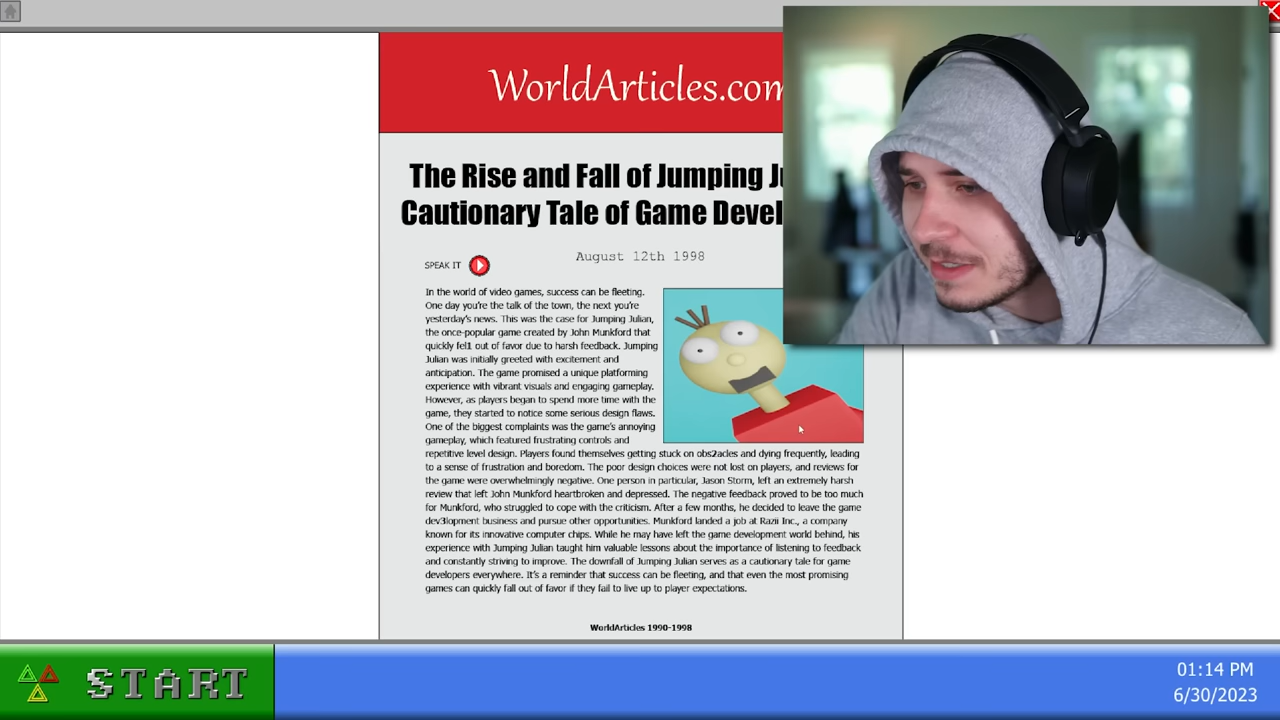 WorldArticles.com
The Rise and Fall of Jumping
Cautionary Tale of Game
August 12th 1998
SPEAK IT
In the world of video games, success can be fleeting.
One day you're the talk of the town, the next you're
yesterday's news. This was the case for Jumping Julian,
the once-popular game created by John Munkford that
quickly fel1 out of favor due to harsh feedback. Jumping
Julian was initially greeted with excitement and
anticipation. The game promised a unique platforming
experience with vibrant visuals and engaging gameplay.
However, as players began to spend more time with the
game, they started to notice some serious design flaws.
One of the biggest complaints was the game's annoying
gameplay, which featured frustrating controls and
repetitive level design. Players found themselves getting stuck on obs2acles and dying frequently, leading
to a sense of frustration and boredom. The poor design choices were not lost on players, and reviews for
the game were overwhelmingly negative. One person in particular, Jason Storm, left an extremely harsh
review that left John Munkford heartbroken and depressed. The negative feedback proved to be too much
for Munkford, who struggled to cope with the criticism. After a few months, he decided to leave the game
dev3lopment business and pursue other opportunities. Munkford landed a job at Razii Inc., a company
known for its innovative computer chips. While he may have left the game development world behind, his
experience with Jumping Julian taught him valuable lessons about the importance of listening to feedback
and constantly striving to improve. The downfall of Jumping Julian serves as a cautionary tale for game
developers everywhere. It's a reminder that success can be fleeting, and that even the most promising
games can quickly fall out of favor if they fail to live up to player expectations.
WorldArticles 1990-1998
START
01:14 PM
6/30/2023